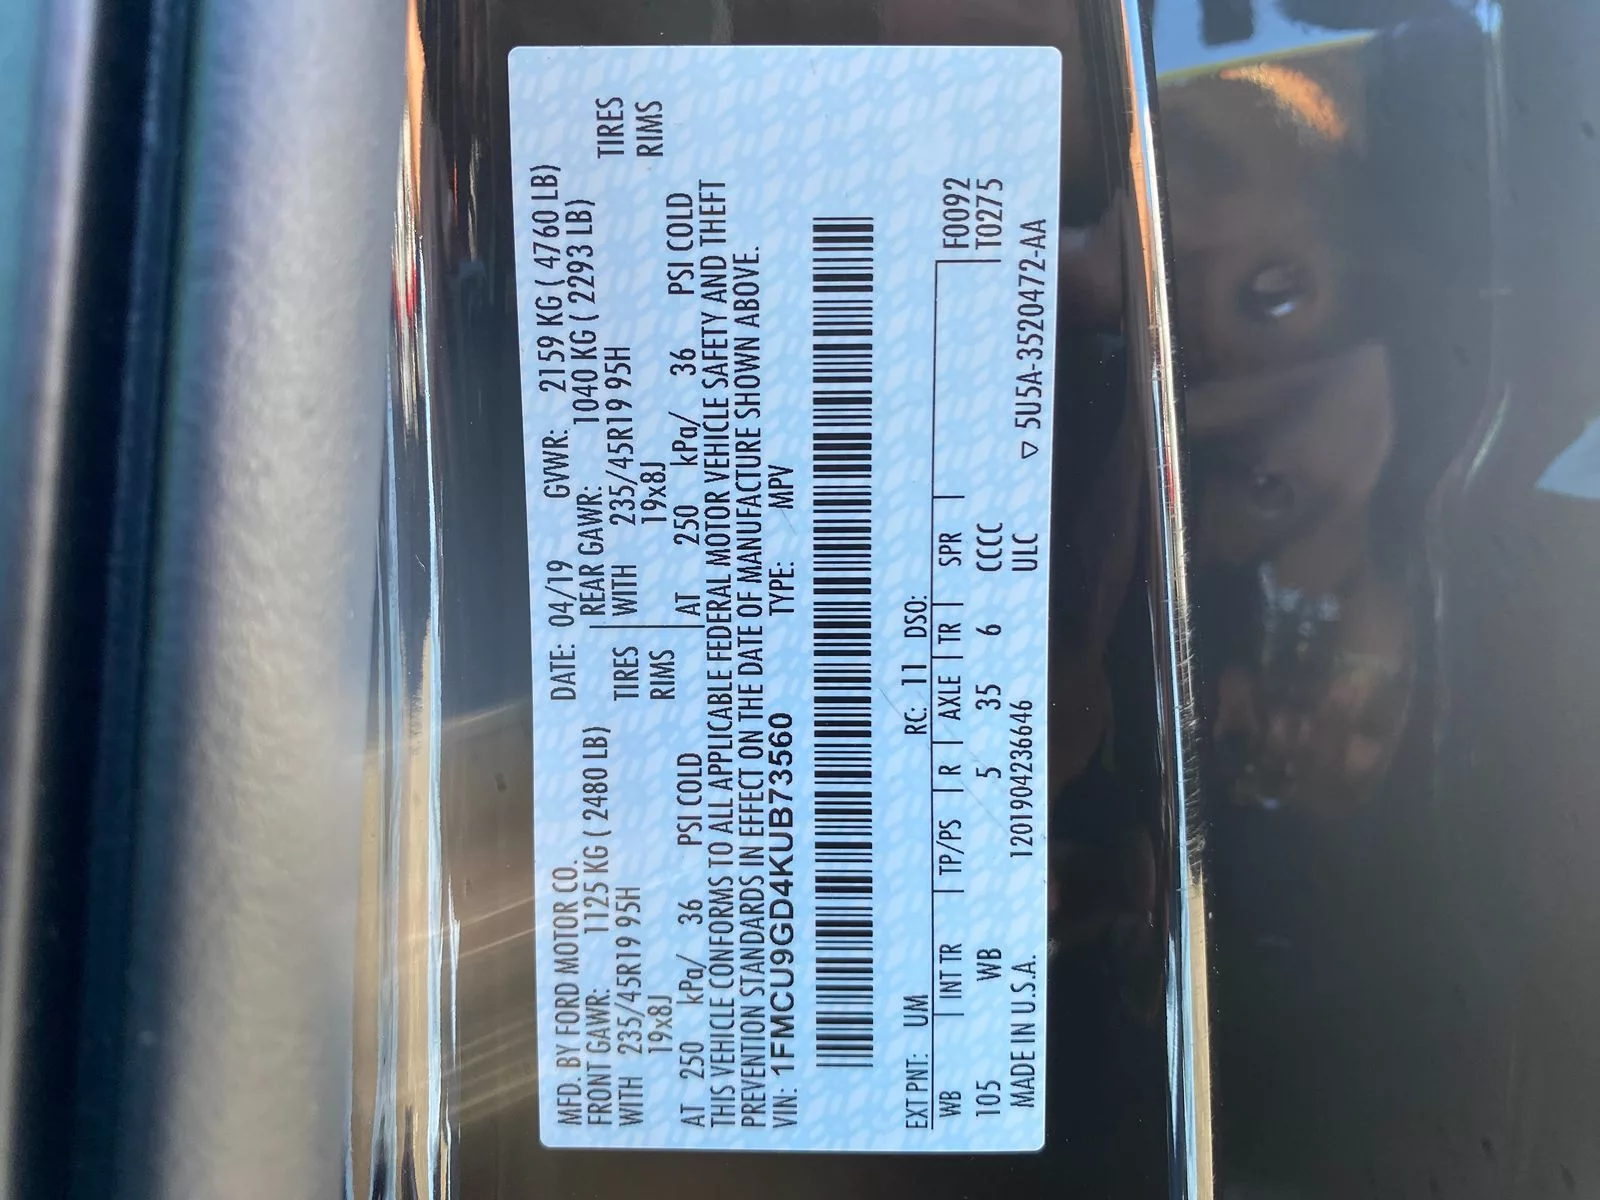 MFD. BY FORD MOTOR CO. DATE: 04/19 GVWR: 2159 KG ( 4760 LB)
FRONT GAWR: 1125 KG ( 2480 LB) REAR GAWR: 1040 KG ( 2293 LB)
WITH 235/45R19 95H TIRES WITH 235/45R19 95H TIRES
19x8J RIMS 19x8J RIMS
AT 250 kPa/ 36 PSI COLD AT 250 kPa/ 36 PSI COLD
THIS VEHICLE CONFORMS TO ALL APPLICABLE FEDERAL MOTOR VEHICLE SAFETY AND THEFT
PREVENTION STANDARDS IN EFFECT ON THE DATE OF MANUFACTURE SHOWN ABOVE.
VIN: 1FMCU9GD4KUB73560 TYPE: MPV
EXT PNT: UM RC: 11 DSO:
WB | INT TR | TP/PS | R | AXLE | TR | SPR | F0092
105 WB 5 35 6 CCCC T0275
MADE IN U.S.A. 1201904236646 ULC ▽ 5U5A-3520472-AA